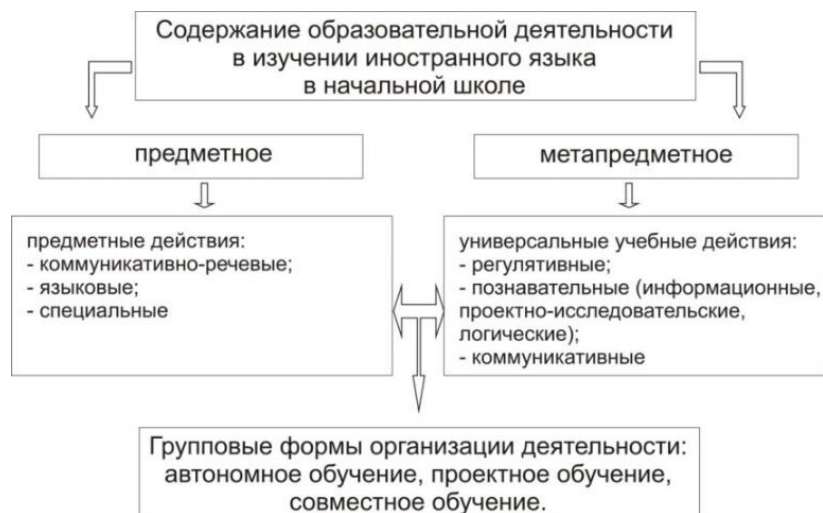 Содержание образовательной деятельности
в изучении иностранного языка
в начальной школе
предметное
метапредметное
предметные действия:
- коммуникативно-речевые;
- языковые;
- специальные
универсальные учебные действия:
- регулятивные;
- познавательные (информационные,
проектно-исследовательские,
логические);
- коммуникативные
Групповые формы организации деятельности:
автономное обучение, проектное обучение,
совместное обучение.